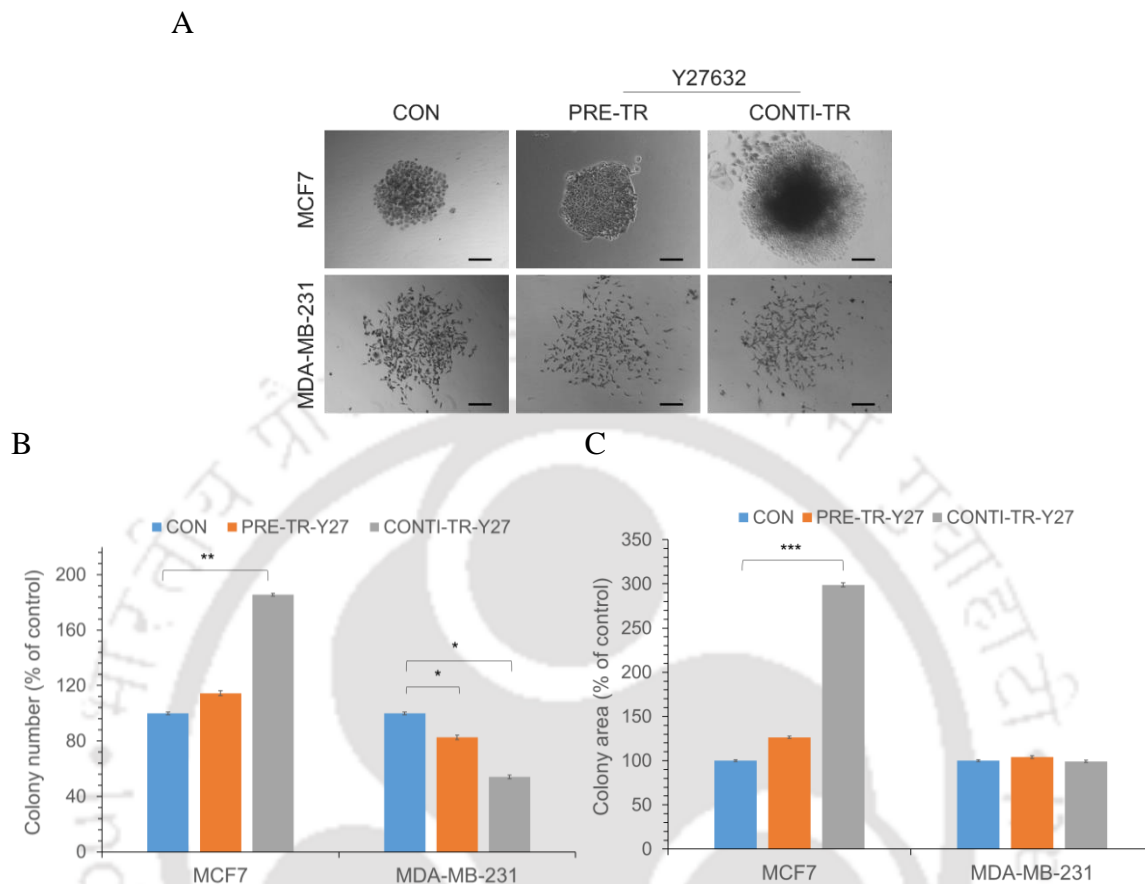 A
Y27632
CON PRE-TR CONTI-TR
MCF7
MDA-MB-231
B
CON PRE-TR-Y27 CONTI-TR-Y27
Colony number (% of control)
200
160
120
80
40
0
**
*
*
MCF7 MDA-MB-231
C
CON PRE-TR-Y27 CONTI-TR-Y27
Colony area (% of control)
350
300
250
200
150
100
50
0
***
MCF7 MDA-MB-231